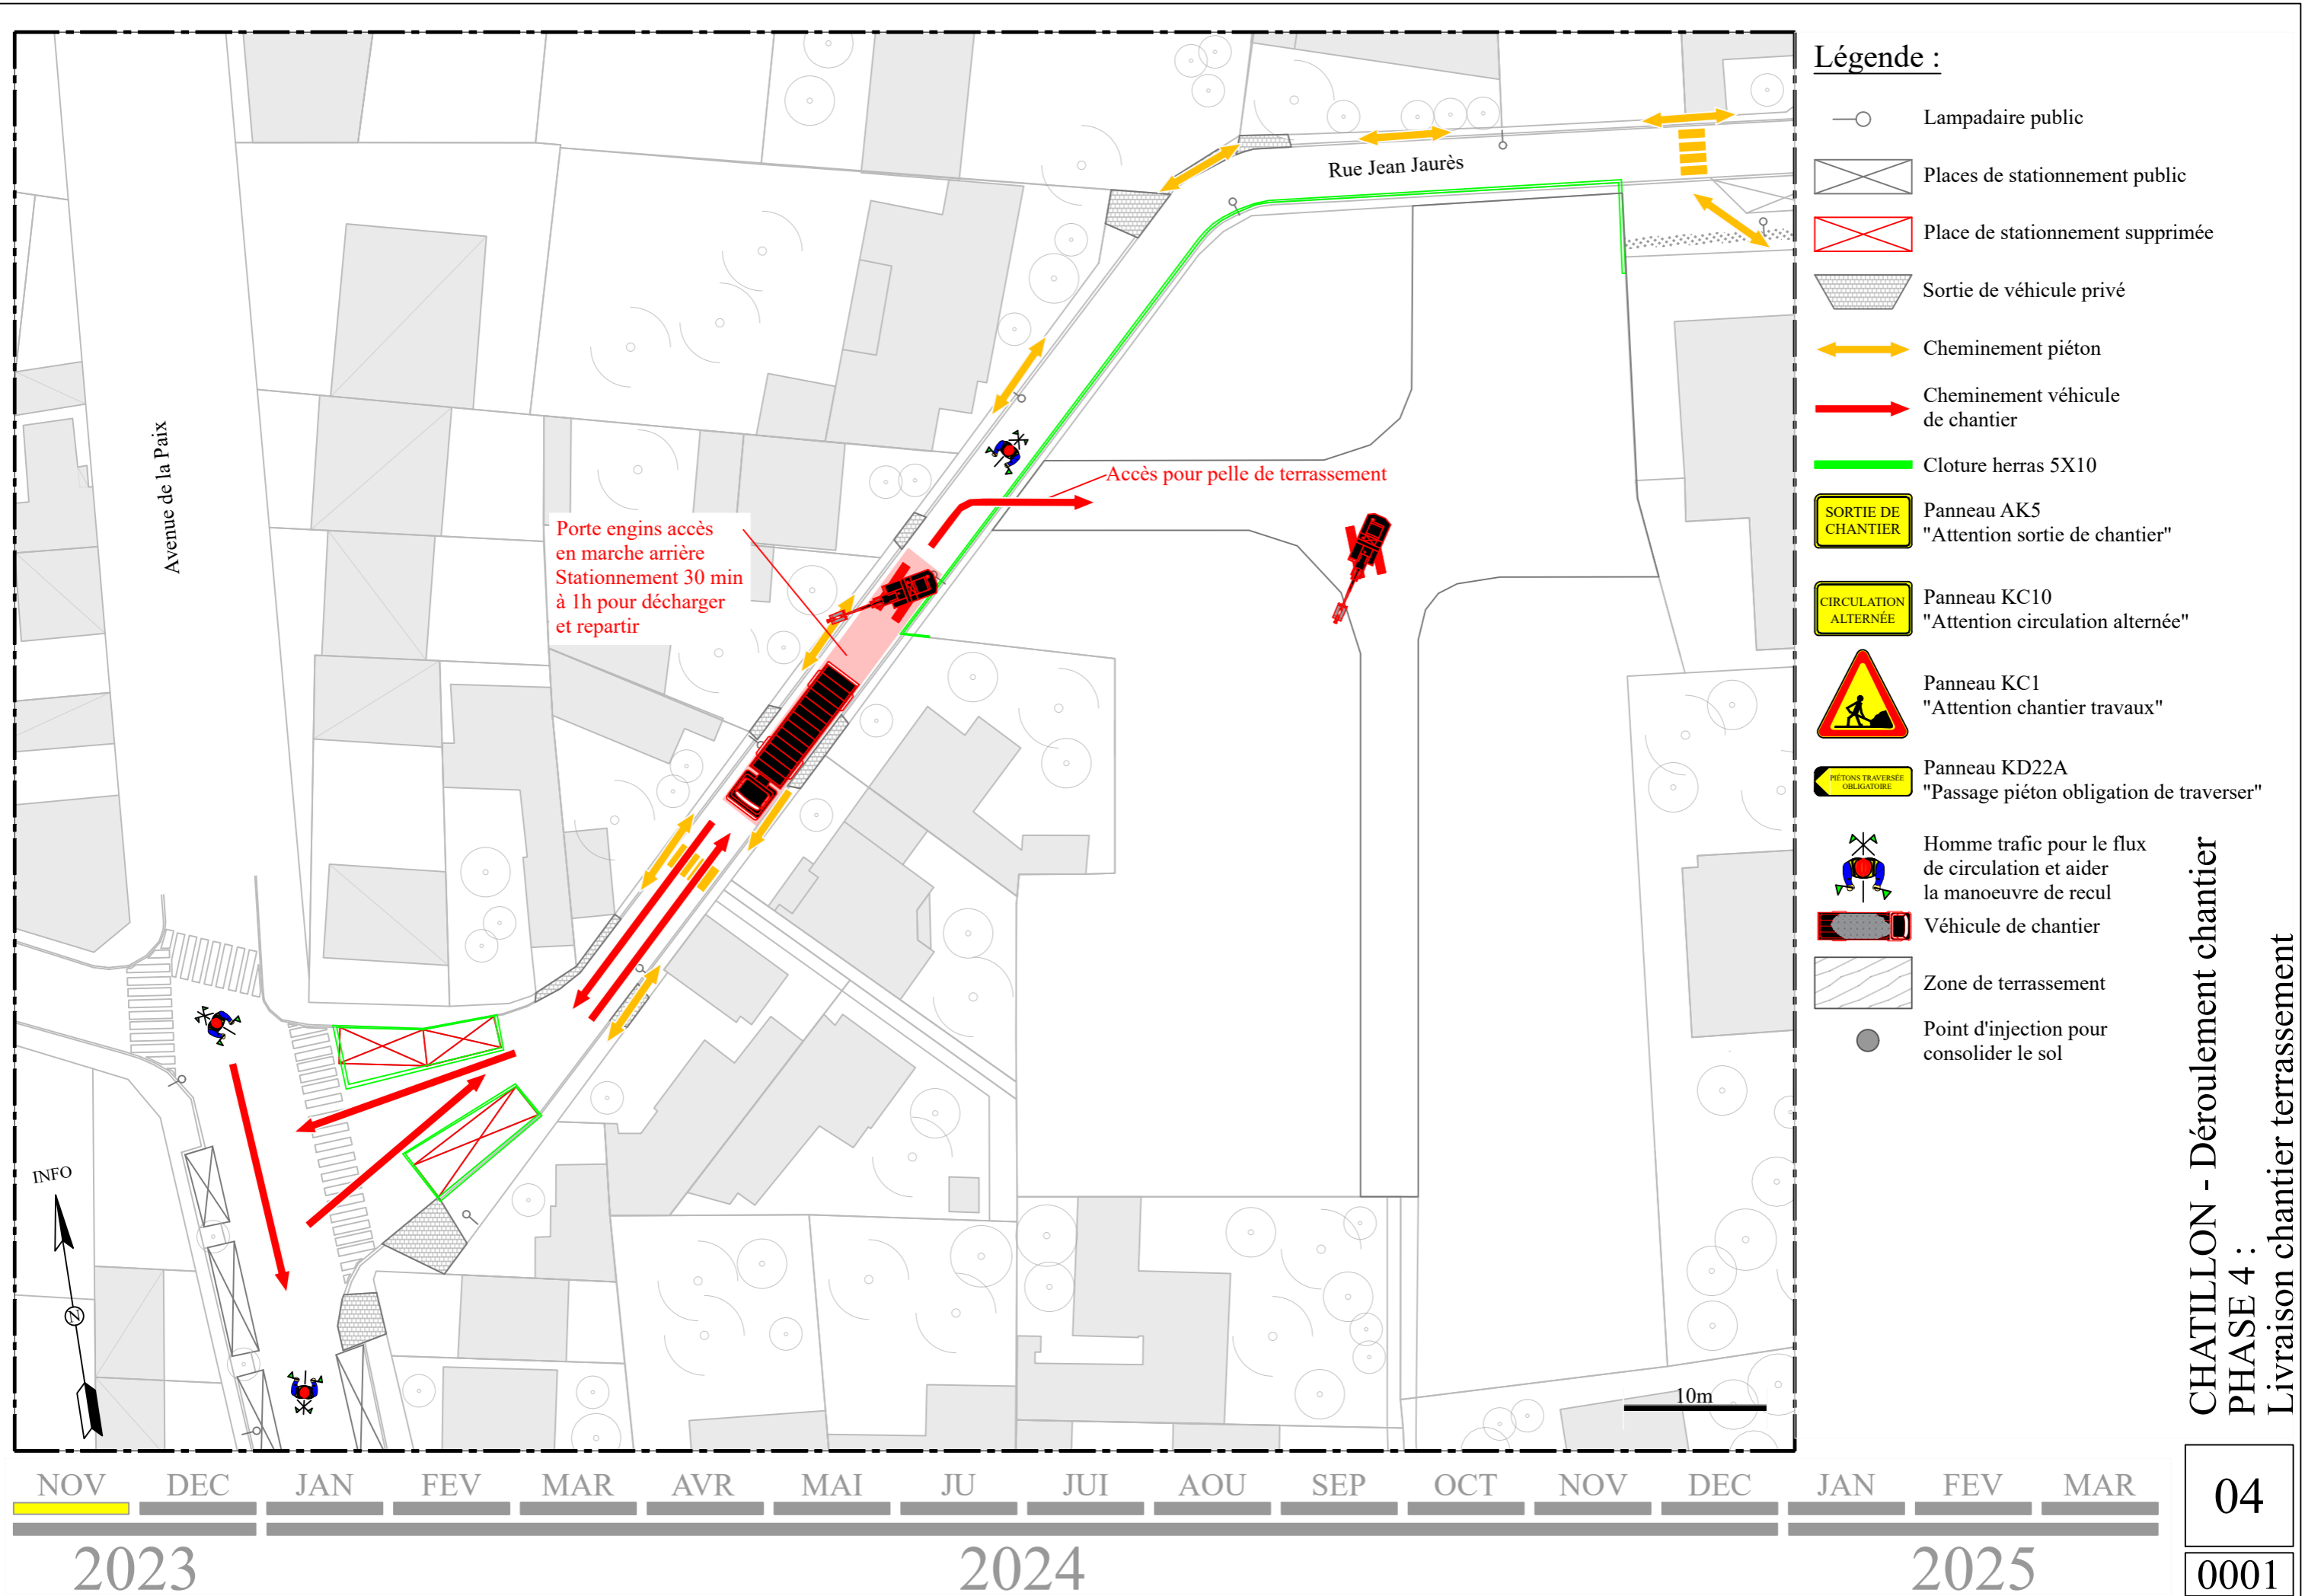 Légende :
Lampadaire public
Places de stationnement public
Place de stationnement supprimée
Sortie de véhicule privé
Cheminement piéton
Cheminement véhicule
de chantier
Cloture herras 5X10
SORTIE DE
CHANTIER
Panneau AK5
"Attention sortie de chantier"
CIRCULATION
ALTERNÉE
Panneau KC10
"Attention circulation alternée"
Panneau KC1
"Attention chantier travaux"
PIÉTONS TRAVERSÉE
OBLIGATOIRE
Panneau KD22A
"Passage piéton obligation de traverser"
Homme trafic pour le flux
de circulation et aider
la manoeuvre de recul
Véhicule de chantier
Zone de terrassement
Point d'injection pour
consolider le sol
Rue Jean Jaurès
Avenue de la Paix
Accès pour pelle de terrassement
Porte engins accès
en marche arrière
Stationnement 30 min
à 1h pour décharger
et repartir
INFO
N
10m
CHATILLON - Déroulement chantier
PHASE 4 :
Livraison chantier terrassement
NOV DEC JAN FEV MAR AVR MAI JU JUI AOU SEP OCT NOV DEC JAN FEV MAR
2023 2024 2025
04
0001